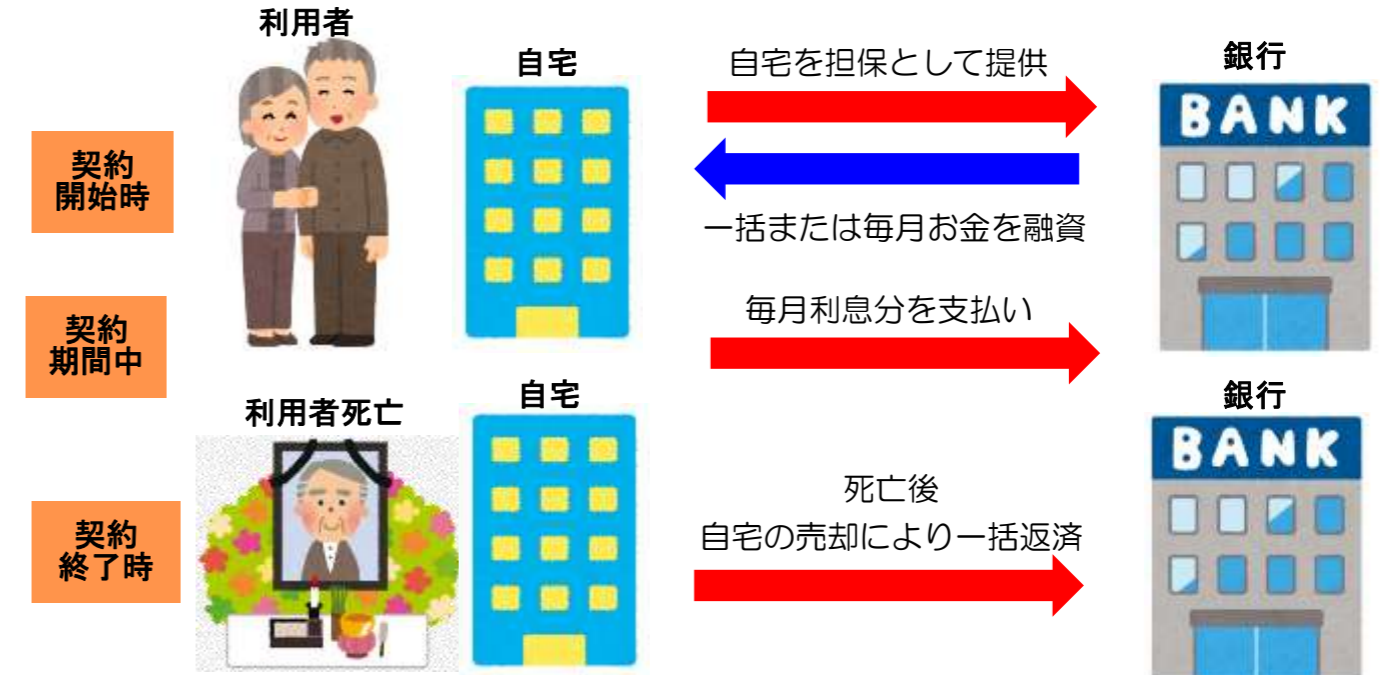 利用者
自宅
銀行
BANK
契約
開始時
自宅を担保として提供
一括または毎月お金を融資
契約
期間中
毎月利息分を支払い
利用者死亡
自宅
銀行
BANK
契約
終了時
死亡後
自宅の売却により一括返済